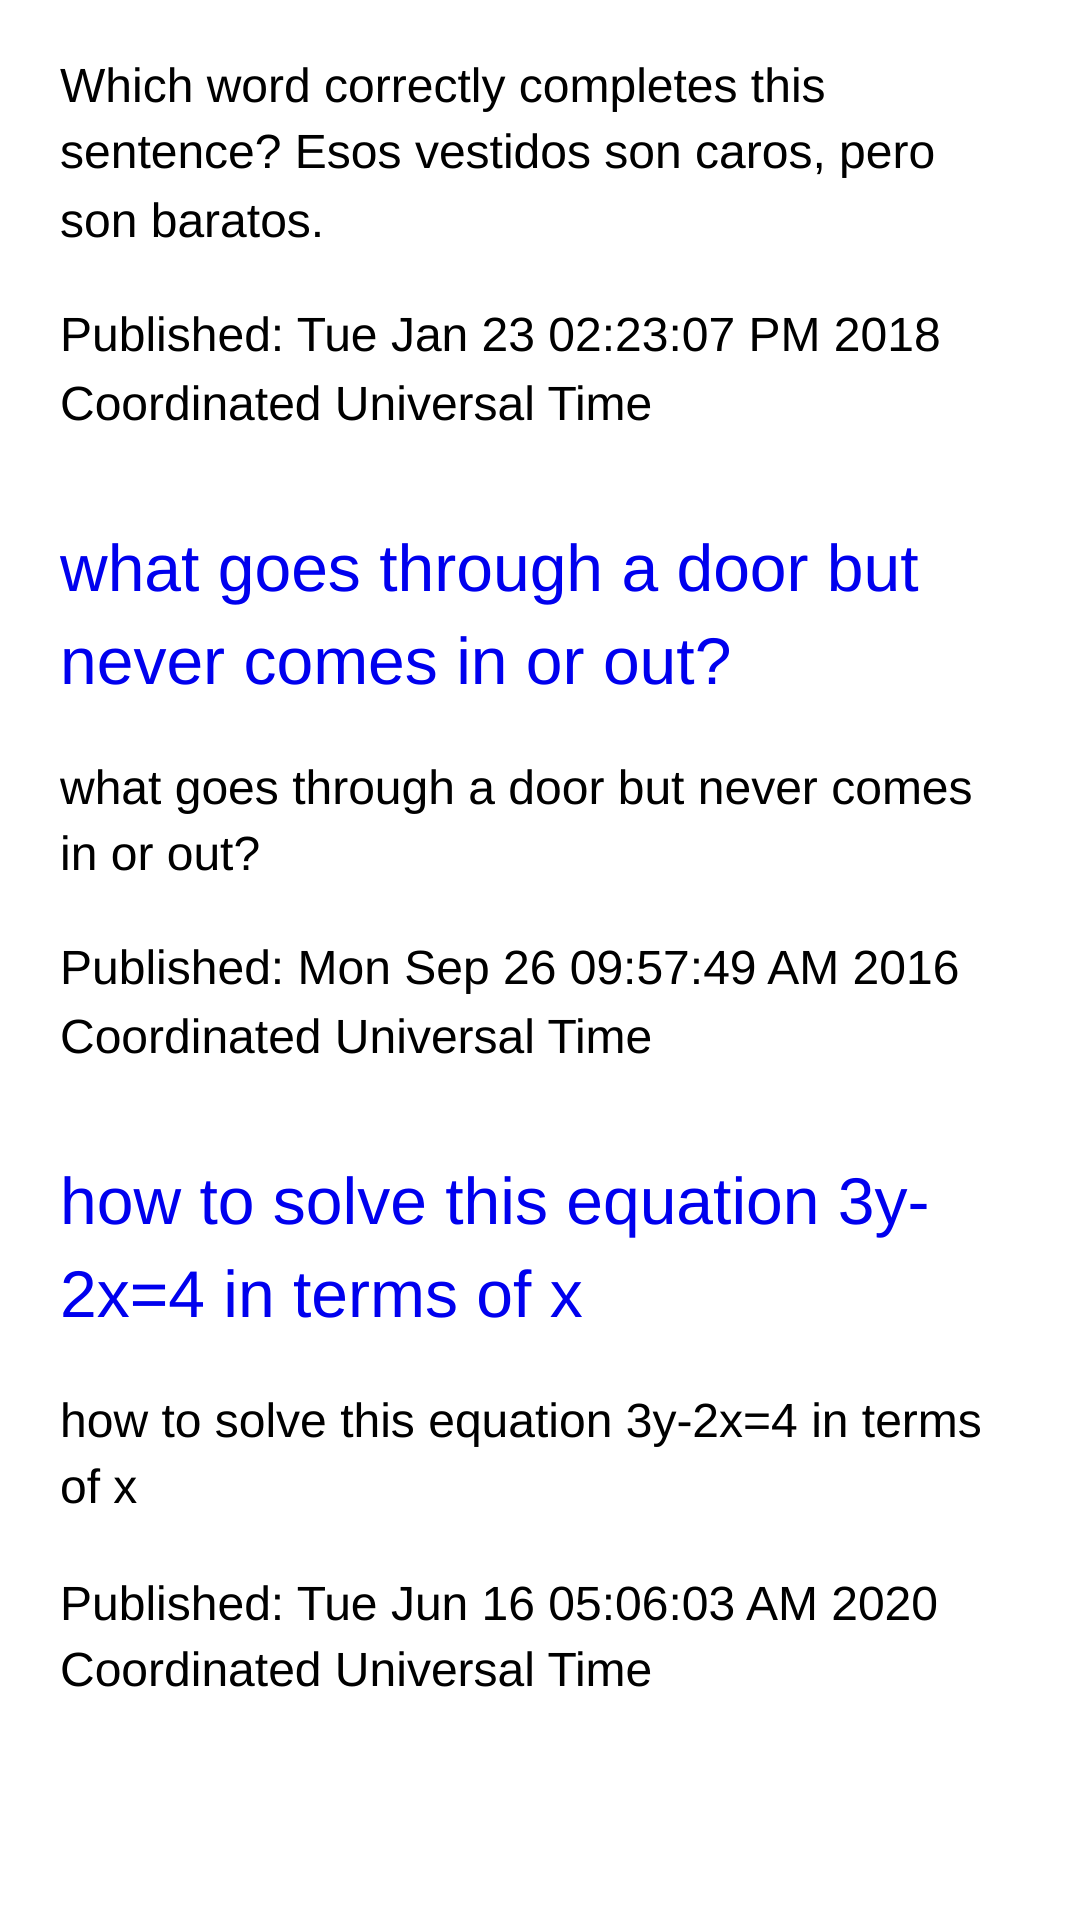 Which word correctly completes this
sentence? Esos vestidos son caros, pero
son baratos.
Published: Tue Jan 23 02:23:07 PM 2018
Coordinated Universal Time
what goes through a door but
never comes in or out?
what goes through a door but never comes
in or out?
Published: Mon Sep 26 09:57:49 AM 2016
Coordinated Universal Time
how to solve this equation 3y-
2x=4 in terms of x
how to solve this equation 3y-2x=4 in terms
of x
Published: Tue Jun 16 05:06:03 AM 2020
Coordinated Universal Time